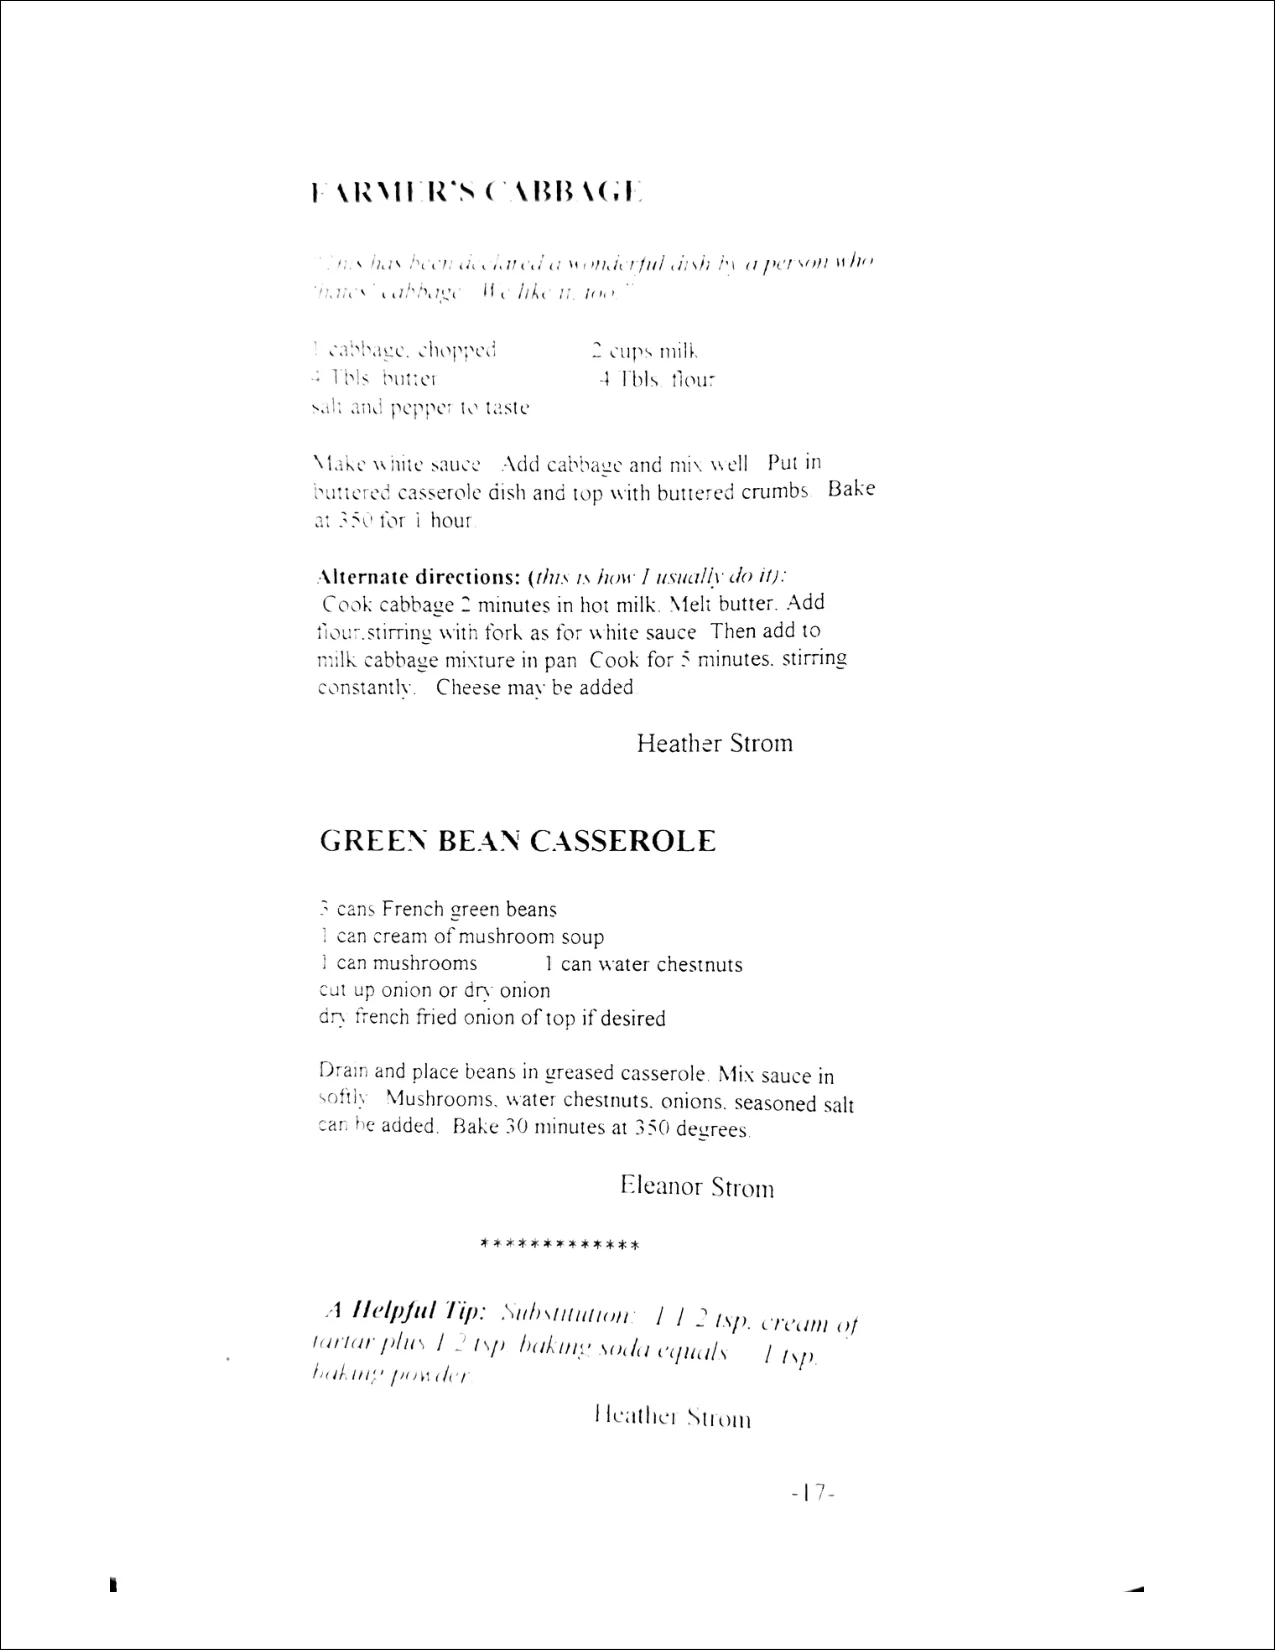 FARMER'S CABBAGE
"This has been declared a wonderful dish by a person who
'hates' cabbage. We like it, too."
1 cabbage, chopped 2 cups milk
4 Tbls. butter 4 Tbls. flour
salt and pepper to taste
Make white sauce. Add cabbage and mix well. Put in
buttered casserole dish and top with buttered crumbs. Bake
at 350 for 1 hour.
Alternate directions: (this is how I usually do it):
Cook cabbage 2 minutes in hot milk. Melt butter. Add
flour,stirring with fork as for white sauce. Then add to
milk cabbage mixture in pan. Cook for 5 minutes, stirring
constantly. Cheese may be added.
Heather Strom
GREEN BEAN CASSEROLE
3 cans French green beans
1 can cream of mushroom soup
1 can mushrooms 1 can water chestnuts
cut up onion or dry onion
dry french fried onion of top if desired
Drain and place beans in greased casserole. Mix sauce in
softly. Mushrooms, water chestnuts, onions, seasoned salt
can be added. Bake 30 minutes at 350 degrees.
Eleanor Strom
*************
A Helpful Tip: Substitution: 1 1 2 tsp. cream of
tartar plus 1 2 tsp. baking soda equals 1 tsp.
baking powder.
Heather Strom
-17-